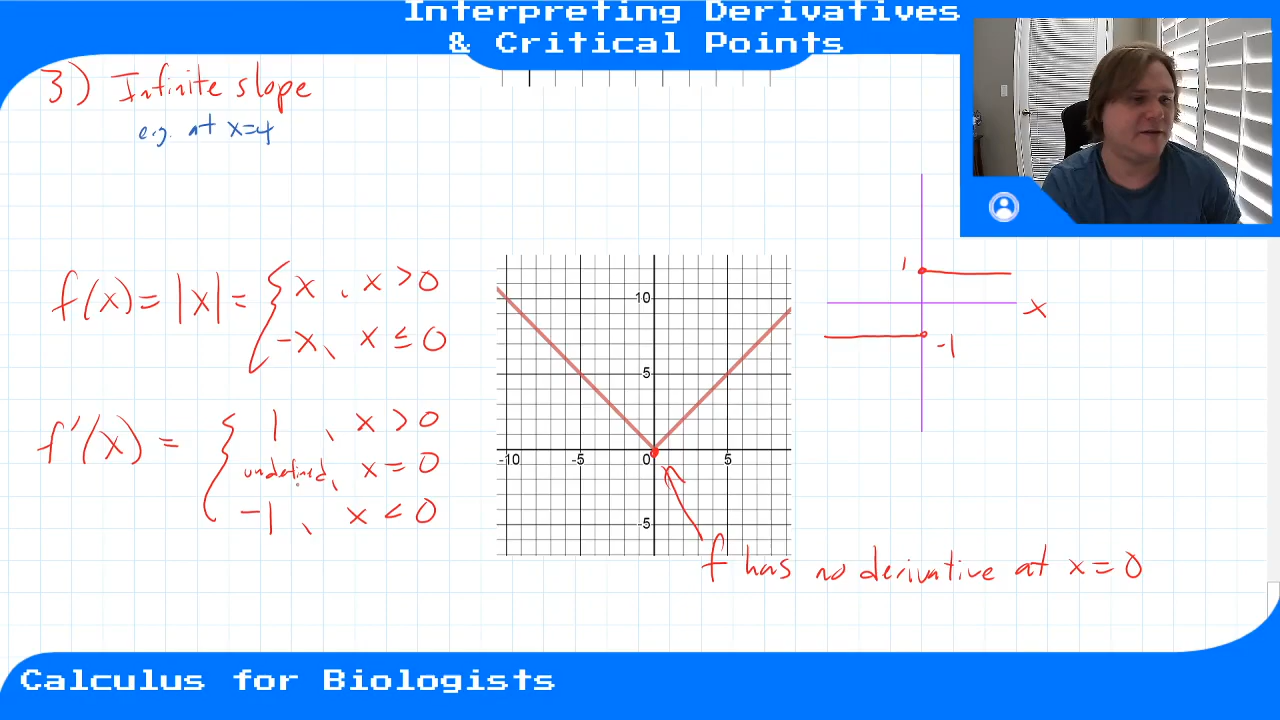 Interpreting Derivatives
& Critical Points
3) Infinite slope
e.g. at x=4
f(x) = |x| = { x , x > 0
-x, x ≤ 0
f'(x) = { 1 , x > 0
undefined, x = 0
-1 , x < 0
10
5
-10 -5 0 5
-5
f has no derivative at x = 0
1
x
-1
Calculus for Biologists